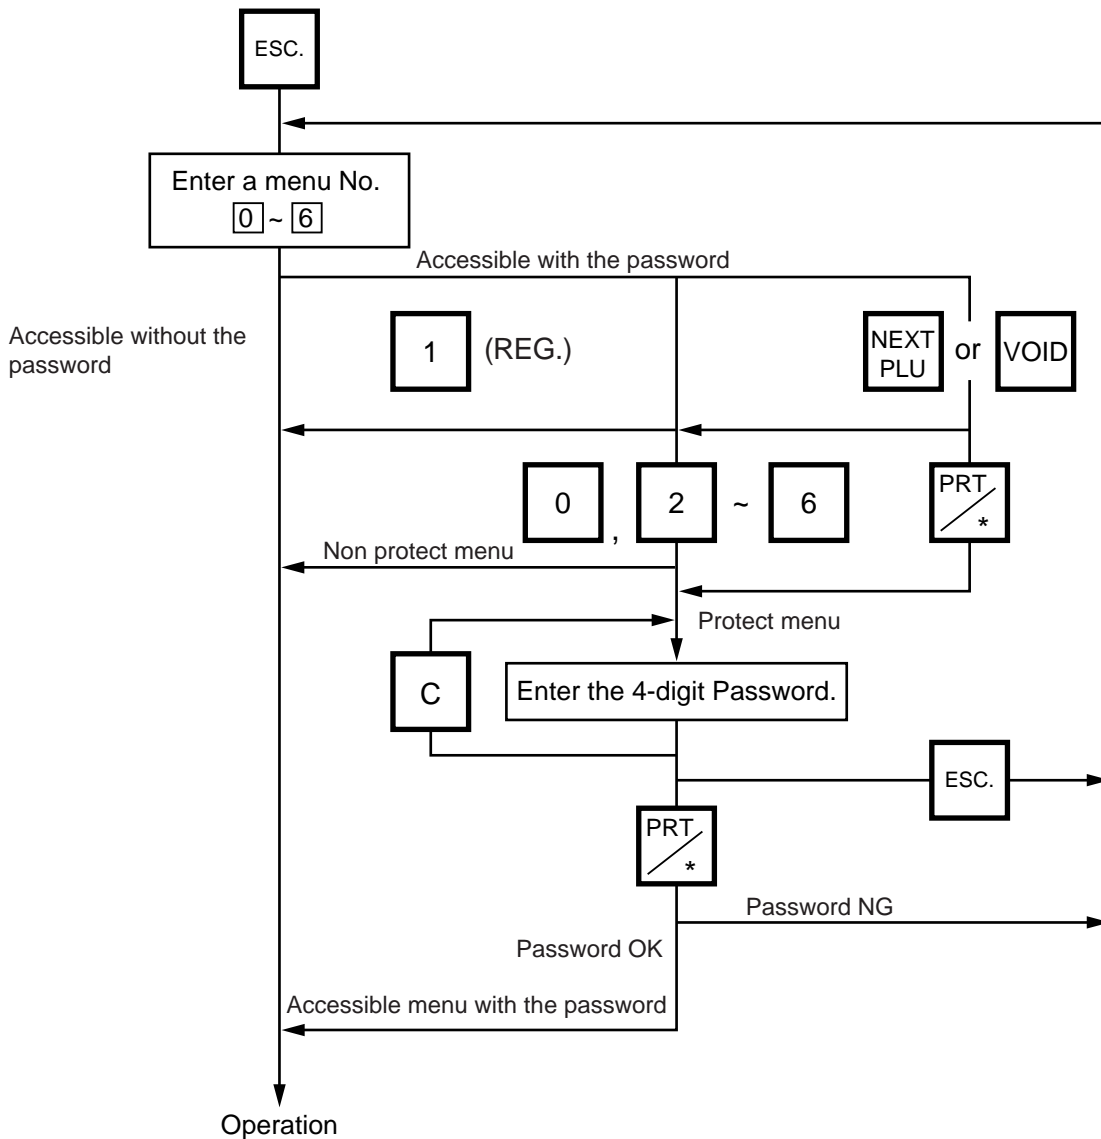 ESC.
Enter a menu No.
0 ~ 6
Accessible with the password
Accessible without the
password
1 (REG.)
NEXT
PLU
or
VOID
0 , 2 ~ 6
PRT
*
Non protect menu
Protect menu
C
Enter the 4-digit Password.
ESC.
PRT
*
Password NG
Password OK
Accessible menu with the password
Operation